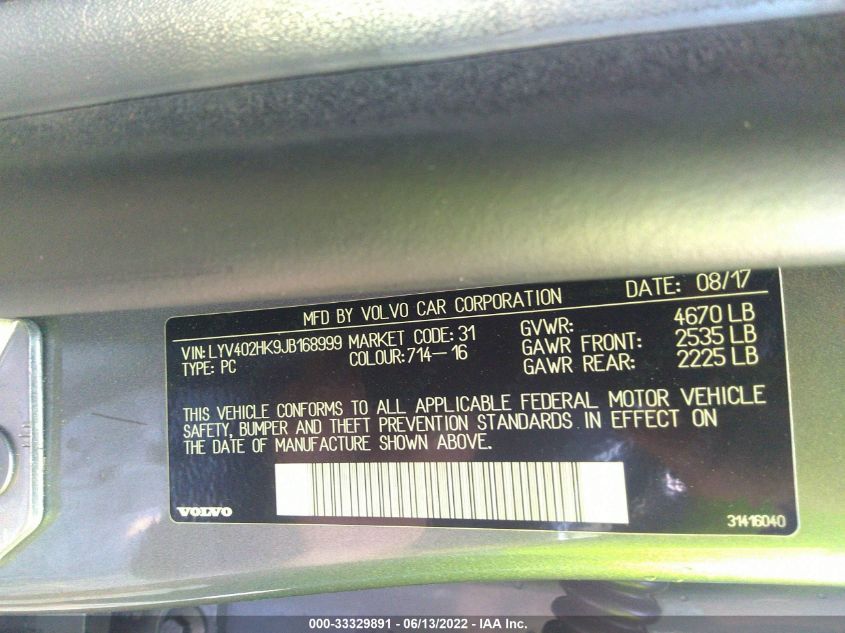 MFD BY VOLVO CAR CORPORATION DATE: 08/17
VIN: LYV402HK9JB168999 MARKET CODE: 31 GVWR: 4670 LB
TYPE: PC COLOUR: 714-16 GAWR FRONT: 2535 LB
GAWR REAR: 2225 LB
THIS VEHICLE CONFORMS TO ALL APPLICABLE FEDERAL MOTOR VEHICLE
SAFETY, BUMPER AND THEFT PREVENTION STANDARDS IN EFFECT ON
THE DATE OF MANUFACTURE SHOWN ABOVE.
VOLVO 31416040
000-33329891 - 06/13/2022 - IAA Inc.